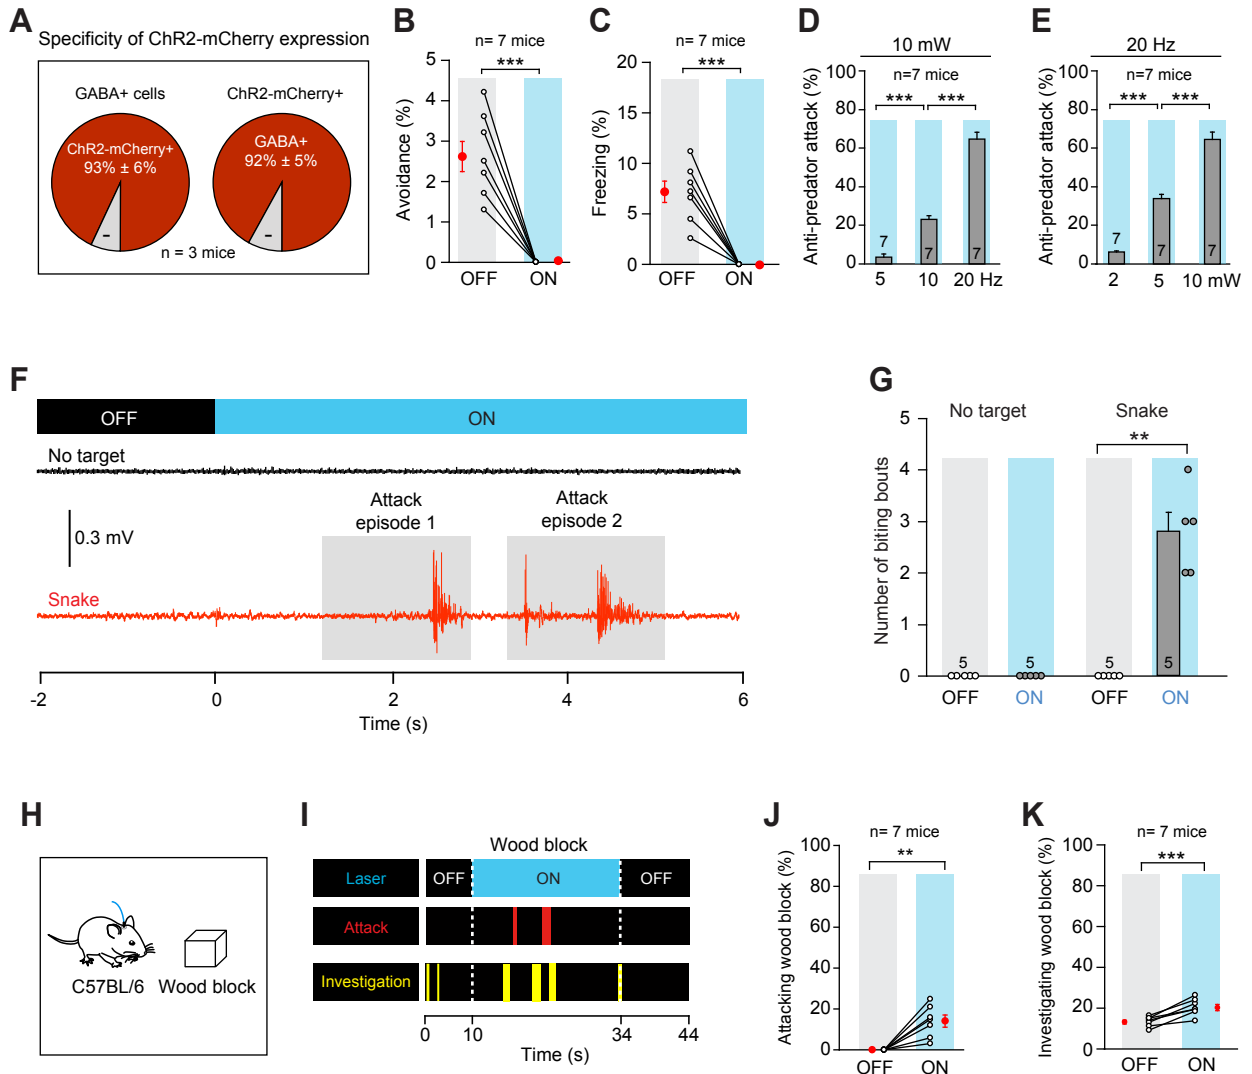 A
Specificity of ChR2-mCherry expression
GABA+ cells
ChR2-mCherry+
ChR2-mCherry+
93% ± 6%
GABA+
92% ± 5%
-
-
n = 3 mice
B
n= 7 mice
***
Avoidance (%)
5
4
3
2
1
0
OFF
ON
C
n= 7 mice
***
Freezing (%)
20
15
10
5
0
OFF
ON
D
10 mW
n=7 mice
***
***
Anti-predator attack (%)
100
80
60
40
20
0
7
7
7
5
10
20 Hz
E
20 Hz
n=7 mice
***
***
Anti-predator attack (%)
100
80
60
40
20
0
7
7
7
2
5
10 mW
F
OFF
ON
No target
Attack
episode 1
Attack
episode 2
0.3 mV
Snake
-2
0
2
4
6
Time (s)
G
No target
Snake
**
Number of biting bouts
5
4
3
2
1
0
5
5
5
5
OFF
ON
OFF
ON
H
C57BL/6
Wood block
I
Wood block
Laser
OFF
ON
OFF
Attack
Investigation
0
10
34
44
Time (s)
J
n= 7 mice
**
Attacking wood block (%)
100
80
60
40
20
0
OFF
ON
K
n= 7 mice
***
Investigating wood block (%)
100
80
60
40
20
0
OFF
ON